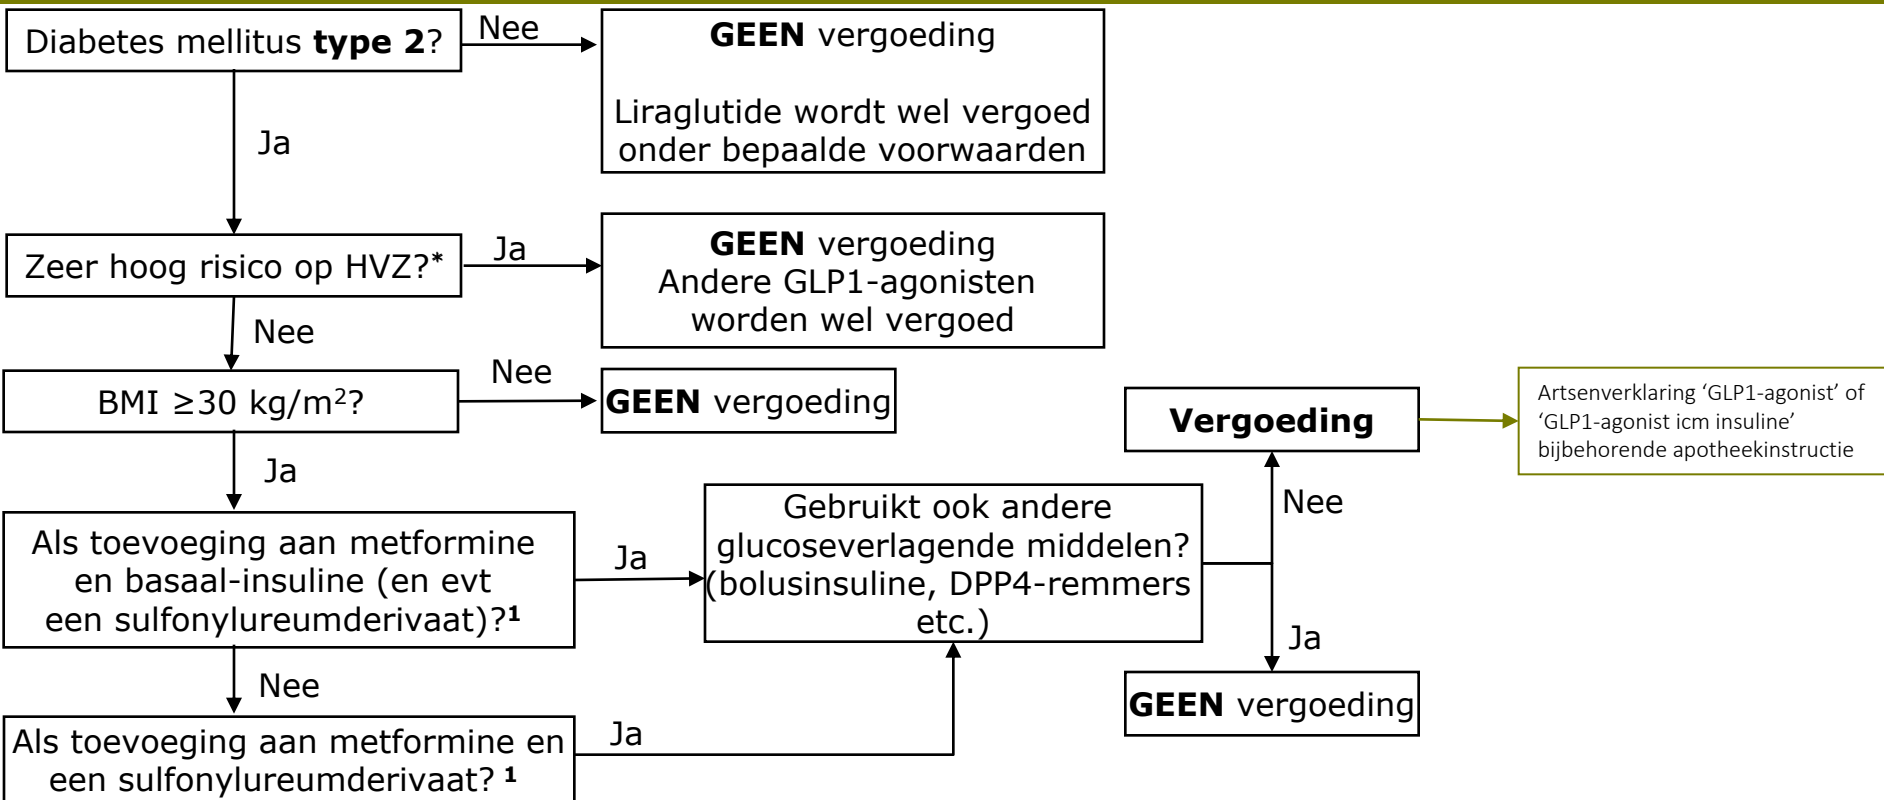 Diabetes mellitus type 2?
Nee
GEEN vergoeding
Liraglutide wordt wel vergoed
onder bepaalde voorwaarden
Ja
Zeer hoog risico op HVZ?*
Ja
GEEN vergoeding
Andere GLP1-agonisten
worden wel vergoed
Nee
BMI ≥30 kg/m²?
Nee
GEEN vergoeding
Ja
Als toevoeging aan metformine
en basaal-insuline (en evt
een sulfonylureumderivaat)?¹
Ja
Gebruikt ook andere
glucoseverlagende middelen?
(bolusinsuline, DPP4-remmers
etc.)
Nee
Vergoeding
Artsenverklaring ‘GLP1-agonist’ of
‘GLP1-agonist icm insuline’
bijbehorende apotheekinstructie
Ja
GEEN vergoeding
Nee
Als toevoeging aan metformine en
een sulfonylureumderivaat? ¹
Ja